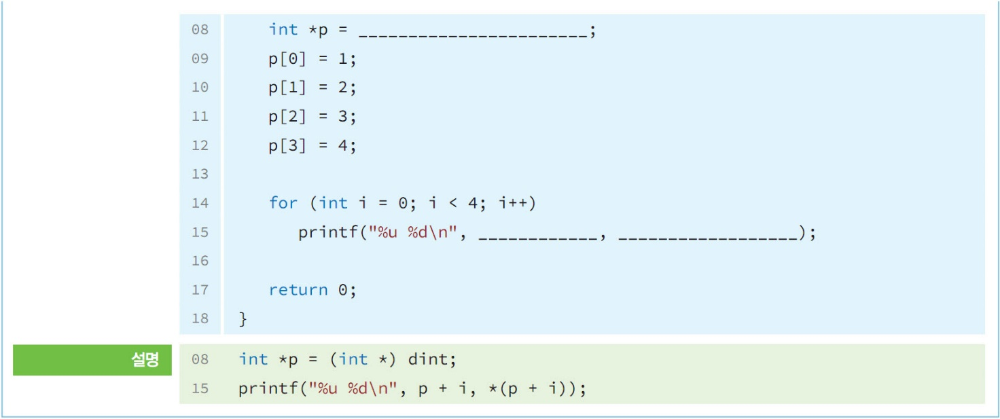 08 int *p = _______________________;
09 p[0] = 1;
10 p[1] = 2;
11 p[2] = 3;
12 p[3] = 4;
13
14 for (int i = 0; i < 4; i++)
15 printf("%u %d\n", ____________, __________________);
16
17 return 0;
18 }
설명
08 int *p = (int *) dint;
15 printf("%u %d\n", p + i, *(p + i));